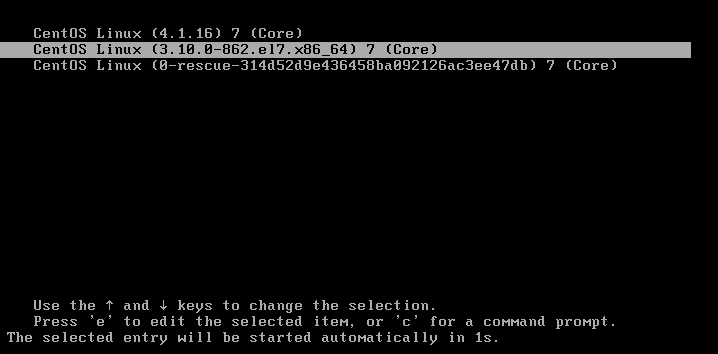 CentOS Linux (4.1.16) 7 (Core)
CentOS Linux (3.10.0-862.el7.x86_64) 7 (Core)
CentOS Linux (0-rescue-314d52d9e436458ba092126ac3ee47db) 7 (Core)
Use the ↑ and ↓ keys to change the selection.
Press 'e' to edit the selected item, or 'c' for a command prompt.
The selected entry will be started automatically in 1s.